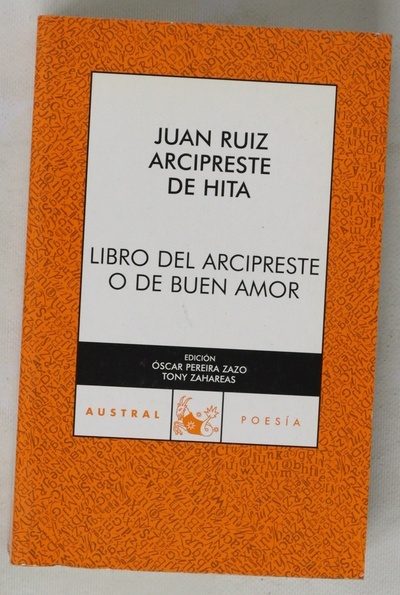 JUAN RUIZ
ARCIPRESTE
DE HITA
LIBRO DEL ARCIPRESTE
O DE BUEN AMOR
EDICIÓN
ÓSCAR PEREIRA ZAZO
TONY ZAHAREAS
AUSTRAL
POESÍA